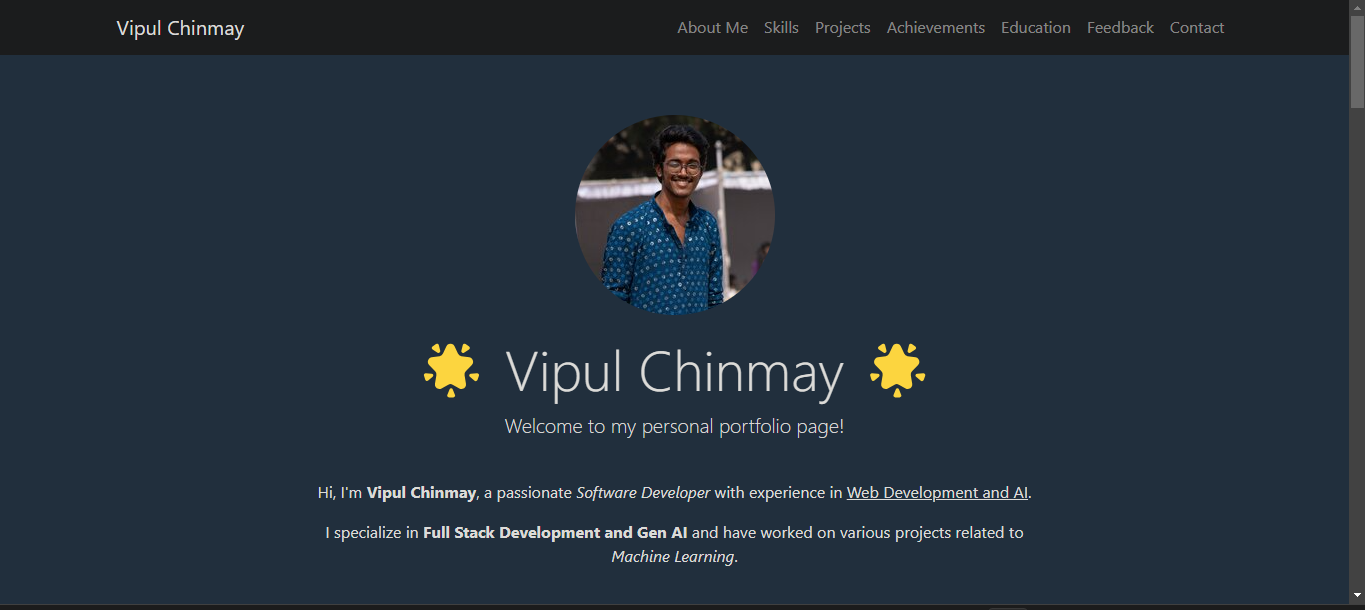 Vipul Chinmay
About Me Skills Projects Achievements Education Feedback Contact
🌟 Vipul Chinmay 🌟
Welcome to my personal portfolio page!
Hi, I'm Vipul Chinmay, a passionate Software Developer with experience in Web Development and AI.
I specialize in Full Stack Development and Gen AI and have worked on various projects related to
Machine Learning.